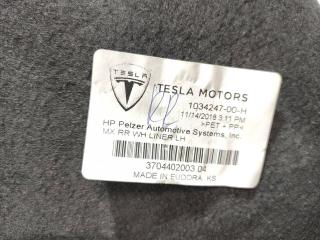 TESLA
TESLA MOTORS
1034247-00-H
11/14/2018 3:11 PM
>PET + PP<
HP Pelzer Automotive Systems, Inc.
MX RR WH LINER LH
3704402003 04
MADE IN EUDORA, KS